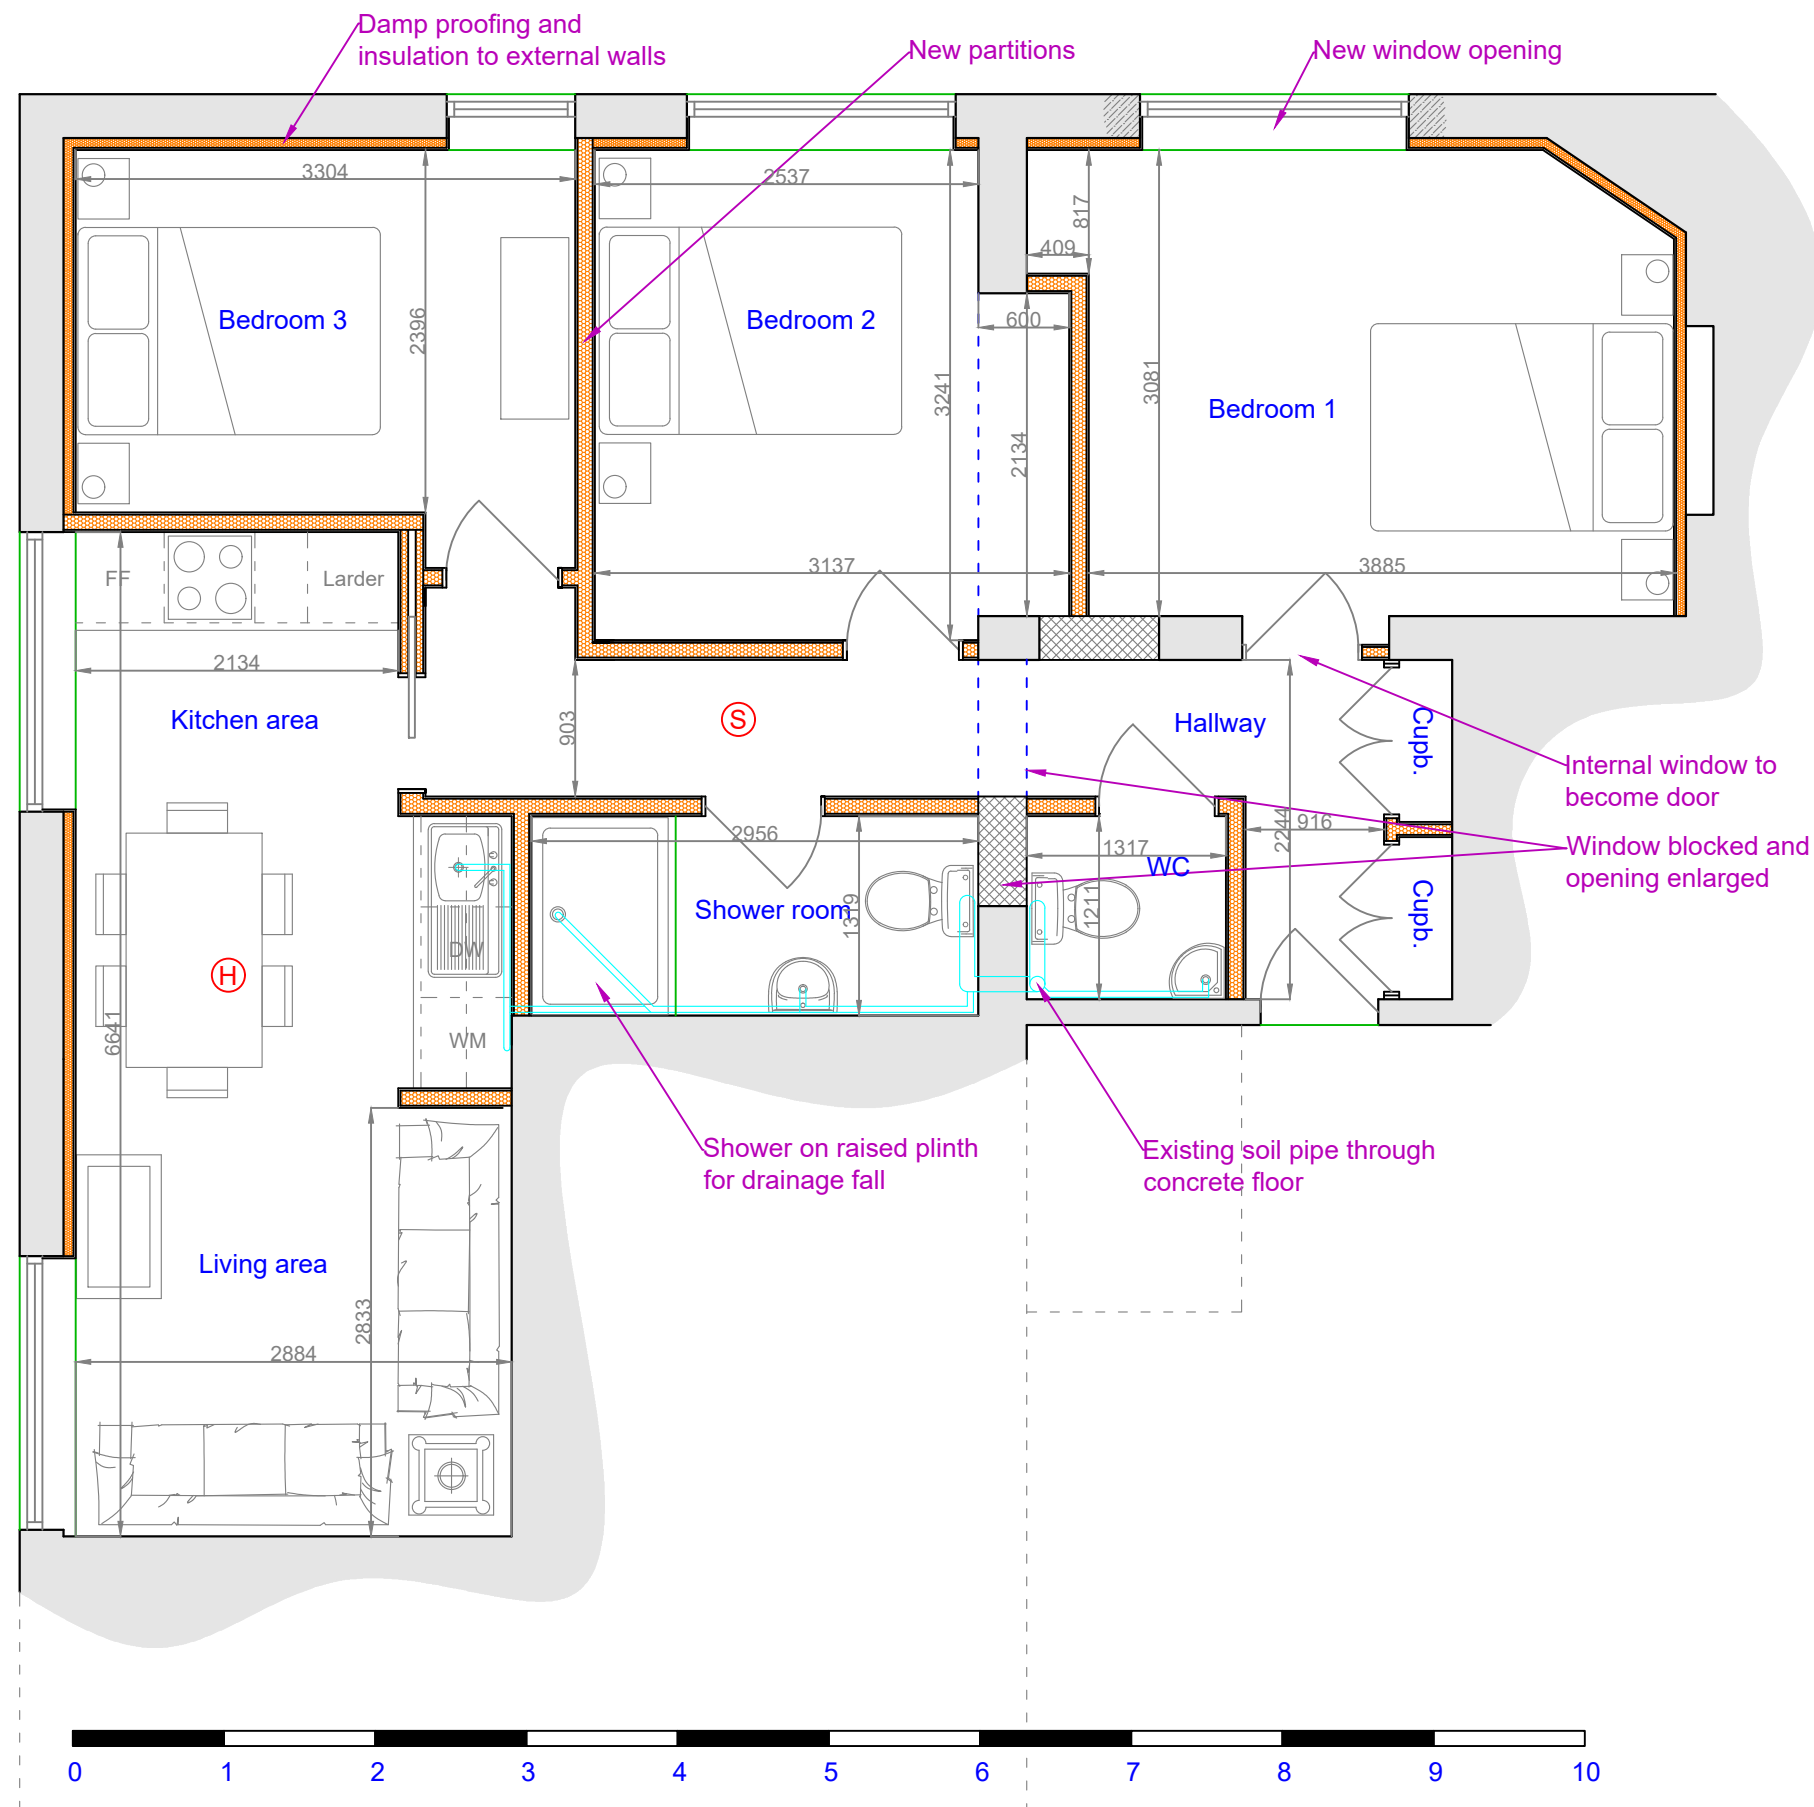 Damp proofing and
insulation to external walls
New partitions
New window opening
3304
2537
817
409
Bedroom 3
2396
Bedroom 2
600
3241
2134
3081
Bedroom 1
3137
3885
FF
Larder
2134
Kitchen area
903
S
Hallway
Cupb.
Internal window to
become door
2244
916
2956
1317
WC
Window blocked and
opening enlarged
Shower room
1319
1211
Cupb.
DW
H
6641
WM
Shower on raised plinth
for drainage fall
Existing soil pipe through
concrete floor
Living area
2833
2884
0 1 2 3 4 5 6 7 8 9 10